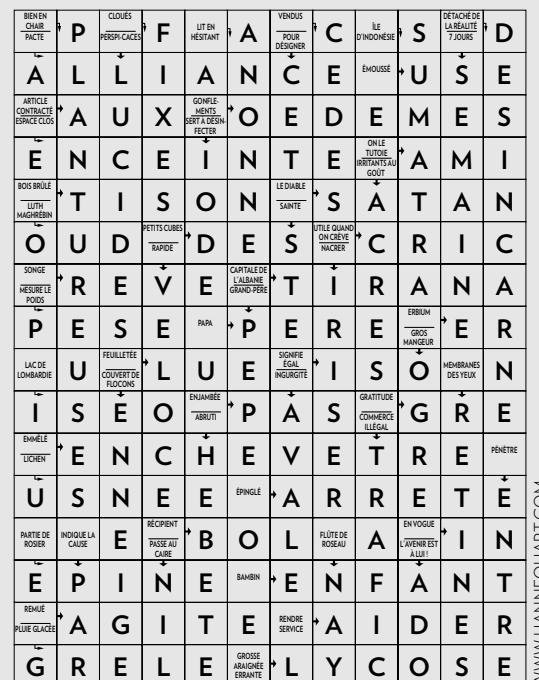 BIEN EN CHAIR PACTE P CLOUÉS PERSPI-CACES F LIT EN HÉSITANT A VENDUS POUR DÉSIGNER C ÎLE D'INDONÉSIE S DÉTACHÉ DE LA RÉALITÉ 7 JOURS D
A L L I A N C E ÉMOUSSÉ U S E
ARTICLE CONTRACTÉ ESPACE CLOS A U X GONFLE-MENTS SERT A DÉSIN-FECTER O E D E M E S
E N C E I N T E ON LE TUTOIE IRRITANTS AU GOÛT A M I
BOIS BRÛLÉ LUTH MAGHRÉBIN T I S O N LE DIABLE SAINTE S A T A N
O U D PETITS CUBES RAPIDE D E S UTILE QUAND ON CRÈVE NACRER C R I C
SONGE MESURE LE POIDS R E V E CAPITALE DE L'ALBANIE GRAND-PÈRE T I R A N A
P E S E PAPA P E R E ERBIUM GROS MANGEUR E R
LAC DE LOMBARDIE U FEUILLETÉE COUVERT DE FLOCONS L U E SIGNIFIE ÉGAL INGURGITE I S O MEMBRANES DES YEUX N
I S E O ENJAMBÉE ABRUTI P A S GRATITUDE COMMERCE ILLÉGAL G R E
EMMÊLÉ LICHEN E N C H E V E T R E PÉNÈTRE
U S N E E ÉPINGLÉ A R R E T E
PARTIE DE ROSIER INDIQUE LA CAUSE E RÉCIPIENT PASSE AU CAIRE B O L FLÛTE DE ROSEAU A EN VOGUE L'AVENIR EST À LUI ! I N
E P I N E BAMBIN E N F A N T
REMUÉ PLUIE GLACÉE A G I T E RENDRE SERVICE A I D E R
G R E L E GROSSE ARAIGNÉE ERRANTE L Y C O S E